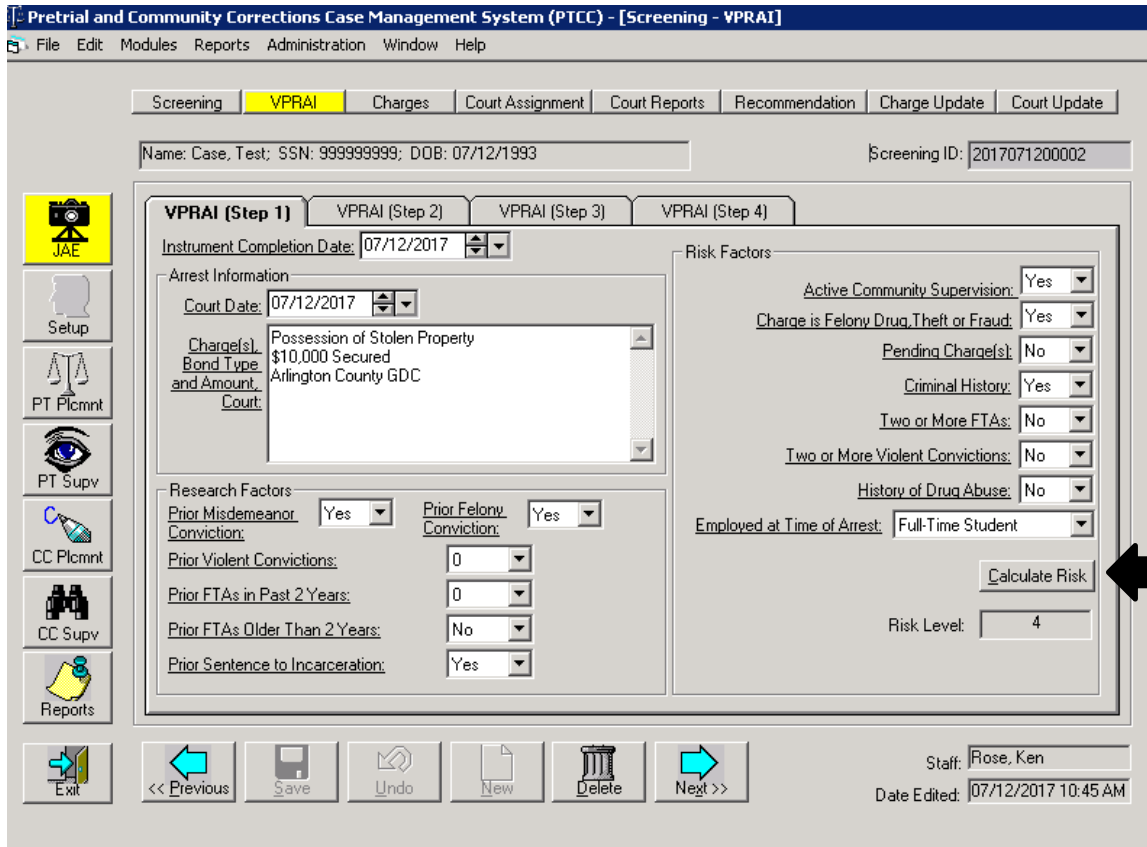 Pretrial and Community Corrections Case Management System (PTCC) - [Screening - VPRAI]
File Edit Modules Reports Administration Window Help
Screening VPRAI Charges Court Assignment Court Reports Recommendation Charge Update Court Update
Name: Case, Test; SSN: 999999999; DOB: 07/12/1993
Screening ID: 2017071200002
JAE
Setup
PT Plcmnt
PT Supv
CC Plcmnt
CC Supv
Reports
Exit
VPRAI (Step 1) VPRAI (Step 2) VPRAI (Step 3) VPRAI (Step 4)
Instrument Completion Date: 07/12/2017
Arrest Information
Court Date: 07/12/2017
Charge(s), Bond Type and Amount, Court:
Possession of Stolen Property
$10,000 Secured
Arlington County GDC
Research Factors
Prior Misdemeanor Conviction: Yes
Prior Felony Conviction: Yes
Prior Violent Convictions: 0
Prior FTAs in Past 2 Years: 0
Prior FTAs Older Than 2 Years: No
Prior Sentence to Incarceration: Yes
Risk Factors
Active Community Supervision: Yes
Charge is Felony Drug,Theft or Fraud: Yes
Pending Charge(s): No
Criminal History: Yes
Two or More FTAs: No
Two or More Violent Convictions: No
History of Drug Abuse: No
Employed at Time of Arrest: Full-Time Student
Calculate Risk
Risk Level: 4
<< Previous Save Undo New Delete Next >>
Staff: Rose, Ken
Date Edited: 07/12/2017 10:45 AM